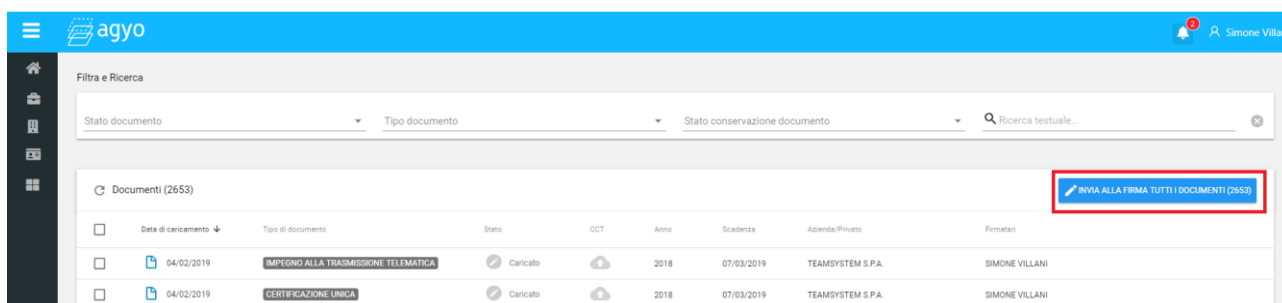 agyo
2
Simone Villa
Filtra e Ricerca
Stato documento Tipo documento Stato conservazione documento Ricerca testuale...
Documenti (2653) INVIA ALLA FIRMA TUTTI I DOCUMENTI (2653)
Data di caricamento Tipo di documento Stato CCT Anno Scadenza Azienda/Privato Firmatari
04/02/2019 IMPEGNO ALLA TRASMISSIONE TELEMATICA Caricato 2018 07/03/2019 TEAMSYSTEM S.P.A. SIMONE VILLANI
04/02/2019 CERTIFICAZIONE UNICA Caricato 2018 07/03/2019 TEAMSYSTEM S.P.A. SIMONE VILLANI